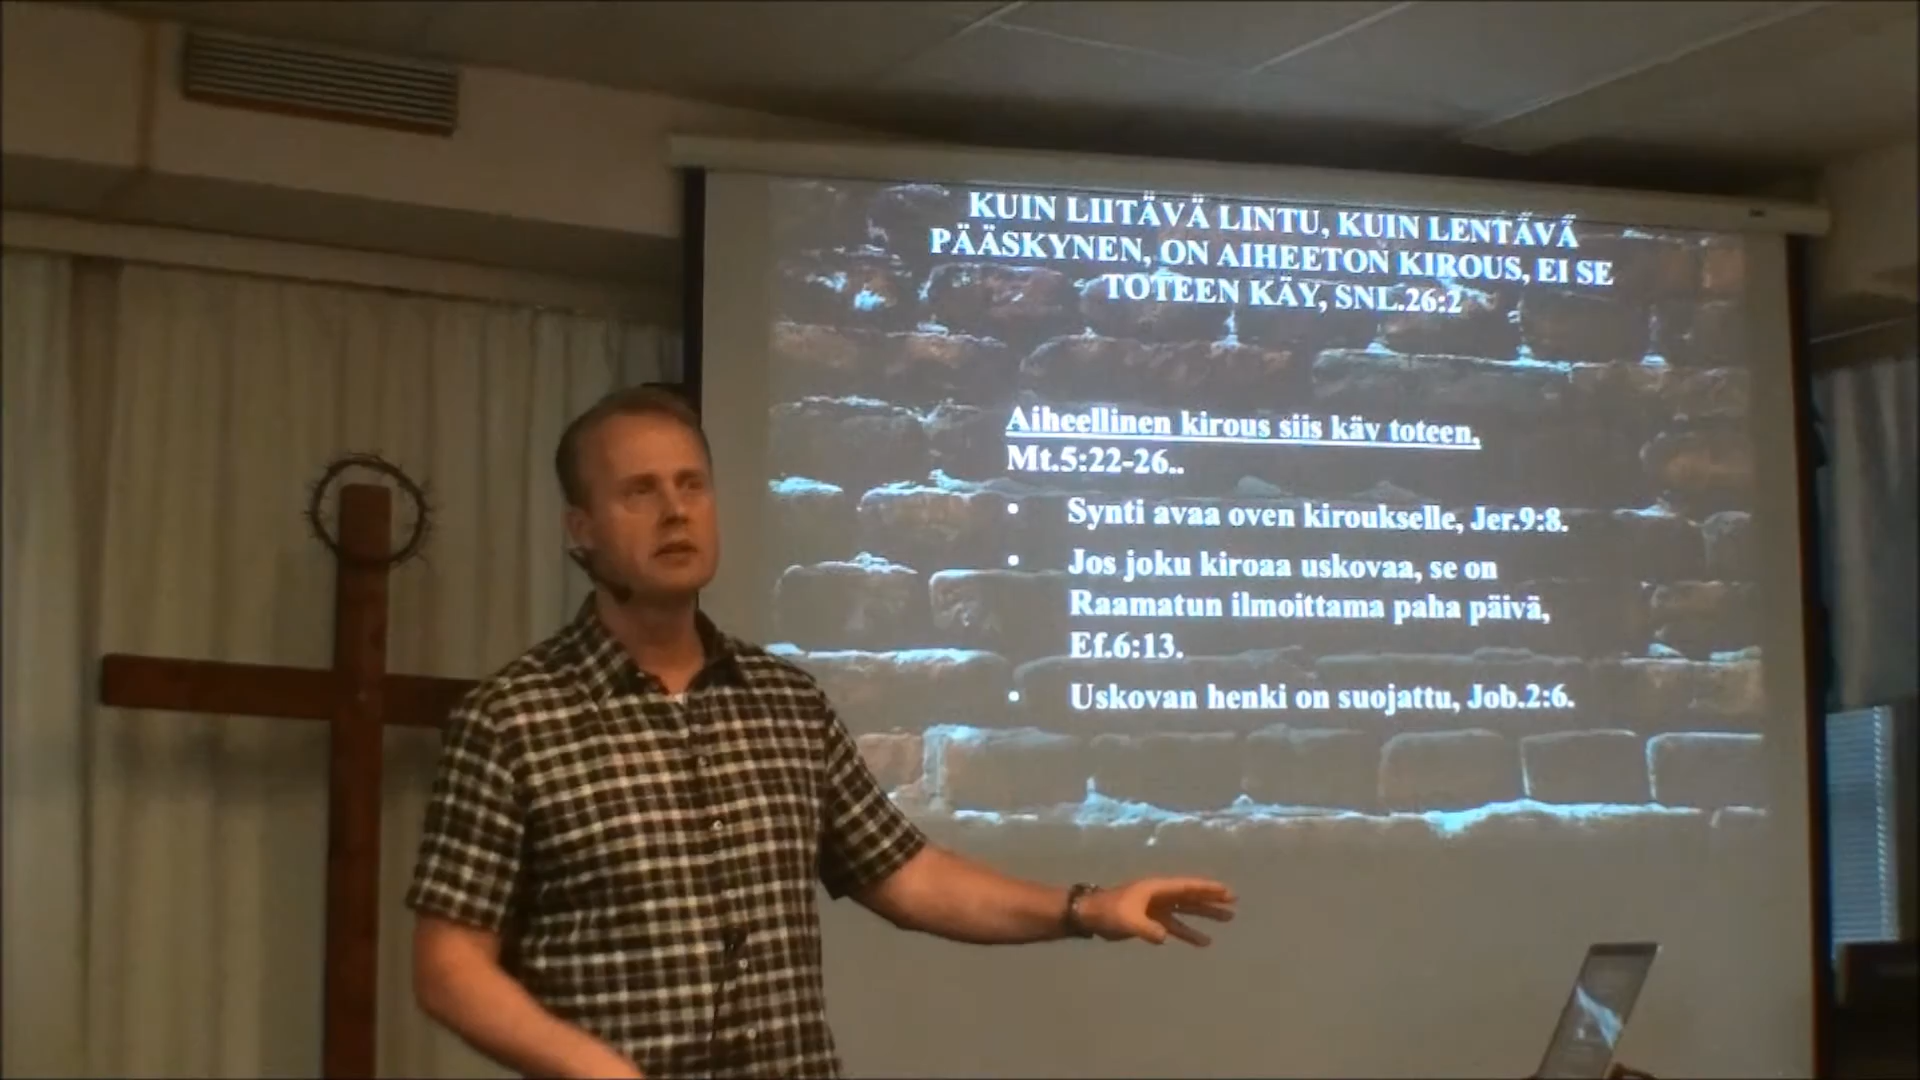 KUIN LIITÄVÄ LINTU, KUIN LENTÄVÄ
PÄÄSKYNEN, ON AIHEETON KIROUS, EI SE
TOTEEN KÄY, SNL.26:2
Aiheellinen kirous siis käy toteen,
Mt.5:22-26..
• Synti avaa oven kiroukselle, Jer.9:8.
• Jos joku kiroaa uskovaa, se on
Raamatun ilmoittama paha päivä,
Ef.6:13.
• Uskovan henki on suojattu, Job.2:6.